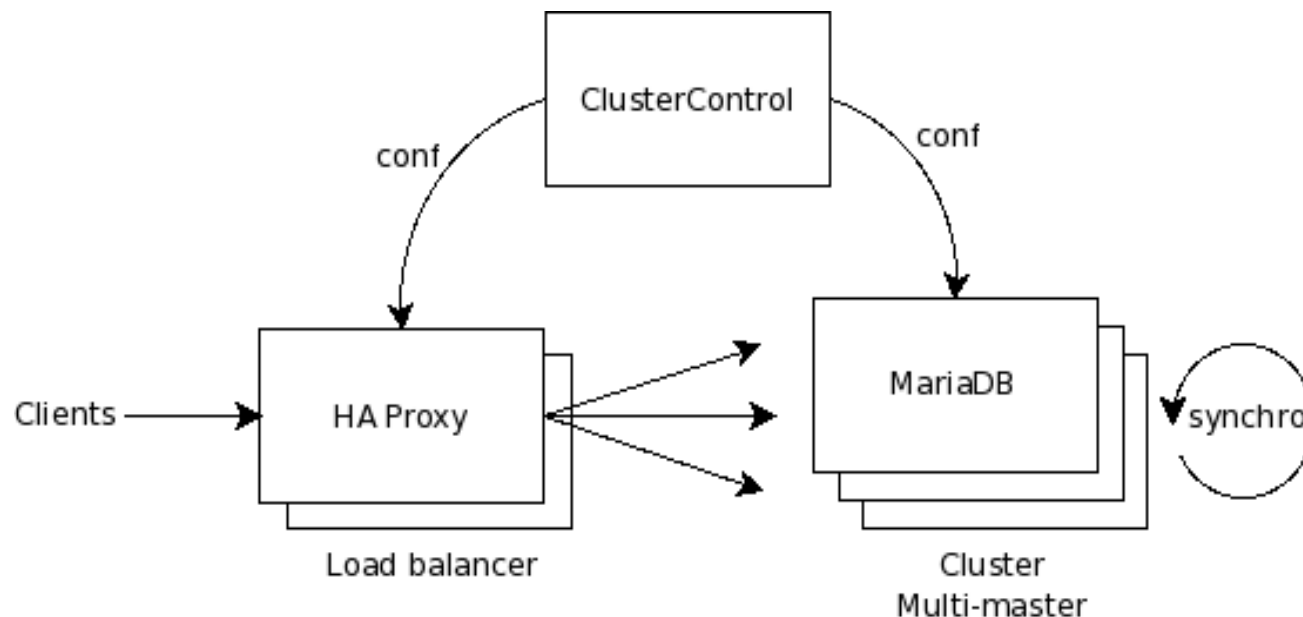 ClusterControl
conf
conf
Clients
HA Proxy
MariaDB
synchro
Load balancer
Cluster
Multi-master